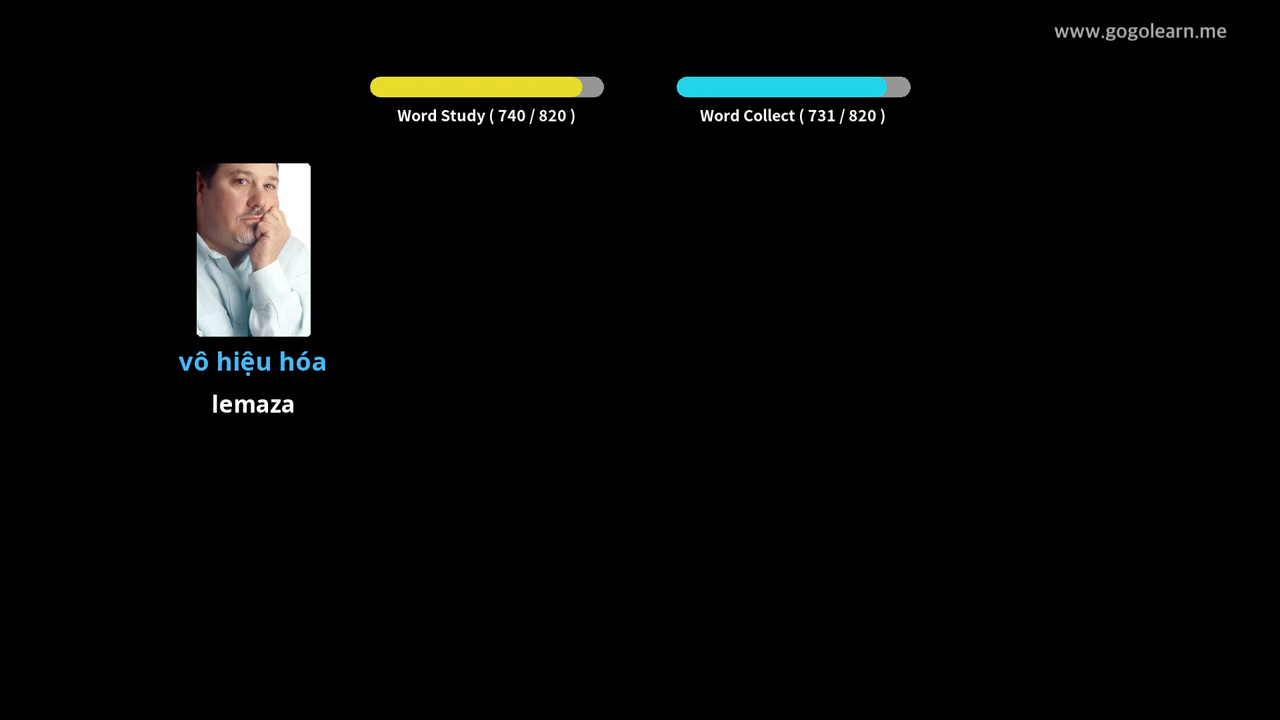 www.gogolearn.me
Word Study ( 740 / 820 )
Word Collect ( 731 / 820 )
vô hiệu hóa
lemaza